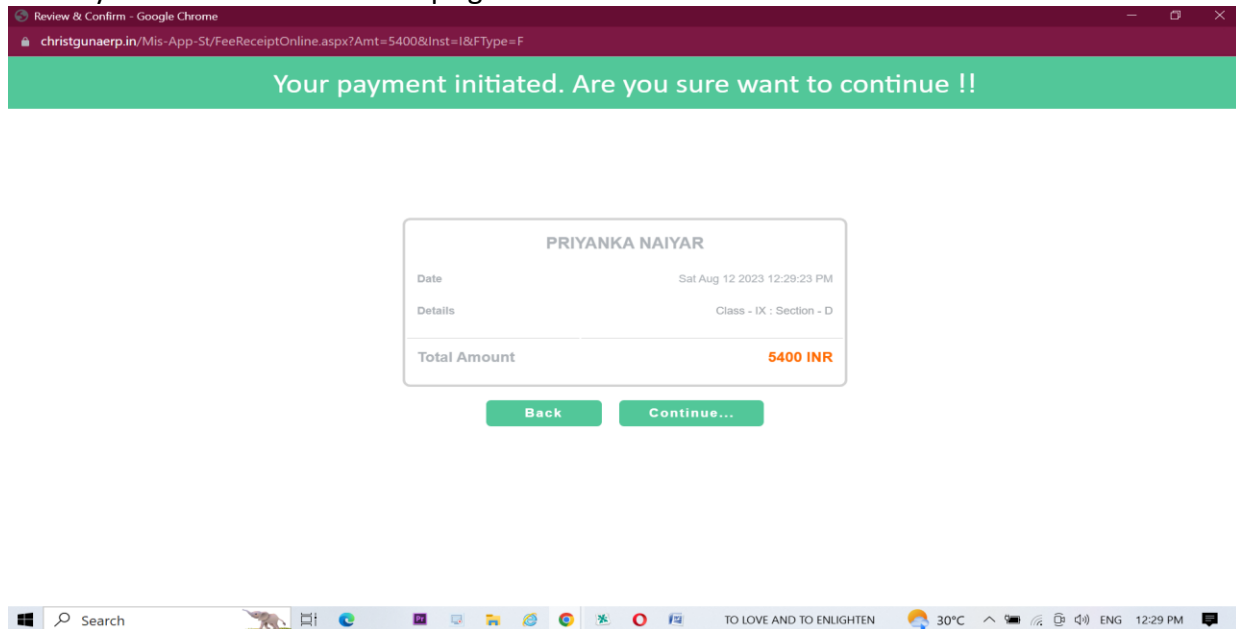 Review & Confirm - Google Chrome
christgunaerp.in/Mis-App-St/FeeReceiptOnline.aspx?Amt=5400&Inst=I&FType=F
Your payment initiated. Are you sure want to continue !!
PRIYANKA NAIYAR
Date Sat Aug 12 2023 12:29:23 PM
Details Class - IX : Section - D
Total Amount 5400 INR
Back Continue...
Search Pr TO LOVE AND TO ENLIGHTEN 30°C ENG 12:29 PM